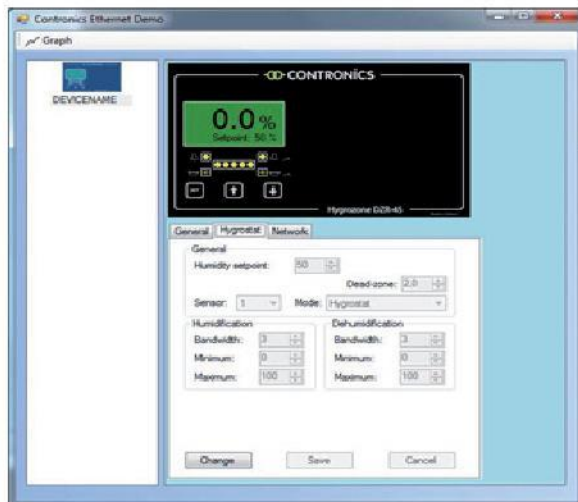 Contronics Ethernet Demo
Graph
DEVICENAME
CONTRONICS
0.0 %
Setpoint: 50 %
SET
Hygrozone DZR-45
General Hygrostat Network
General
Humidity setpoint: 50
Dead-zone: 2,0
Sensor: 1 Mode: Hygrostat
Humidification Dehumidification
Bandwidth: 3 Bandwidth: 3
Minimum: 0 Minimum: 0
Maximum: 100 Maximum: 100
Change Save Cancel